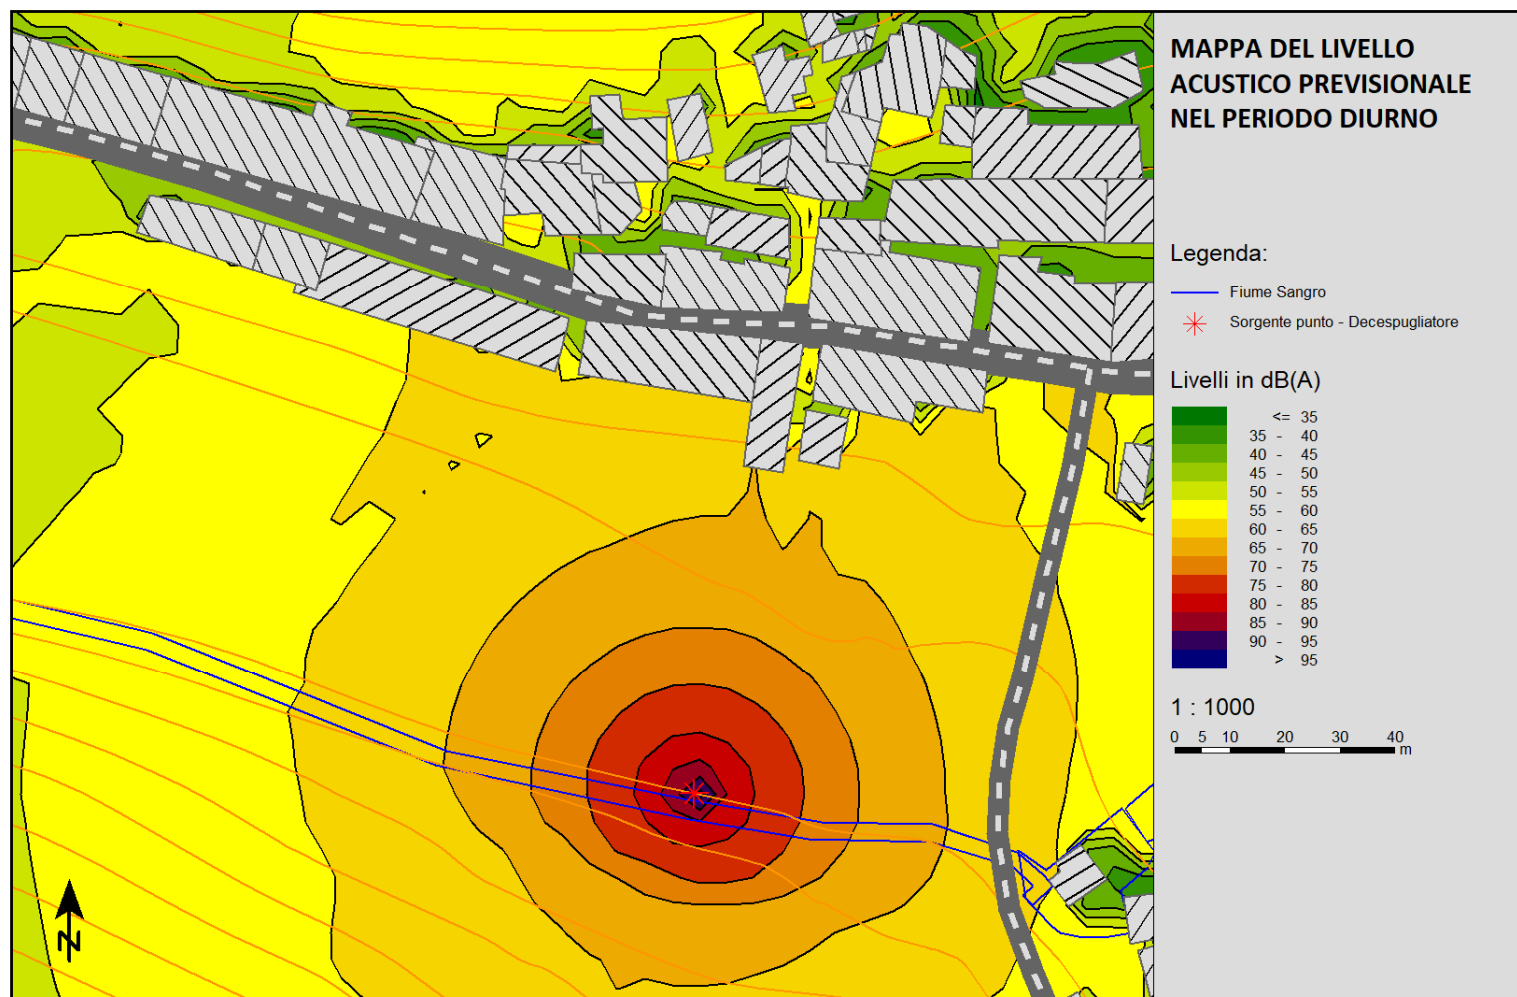 MAPPA DEL LIVELLO
ACUSTICO PREVISIONALE
NEL PERIODO DIURNO
Legenda:
Fiume Sangro
Sorgente punto - Decespugliatore
Livelli in dB(A)
<= 35
35 - 40
40 - 45
45 - 50
50 - 55
55 - 60
60 - 65
65 - 70
70 - 75
75 - 80
80 - 85
85 - 90
90 - 95
> 95
1 : 1000
0 5 10 20 30 40
m
N